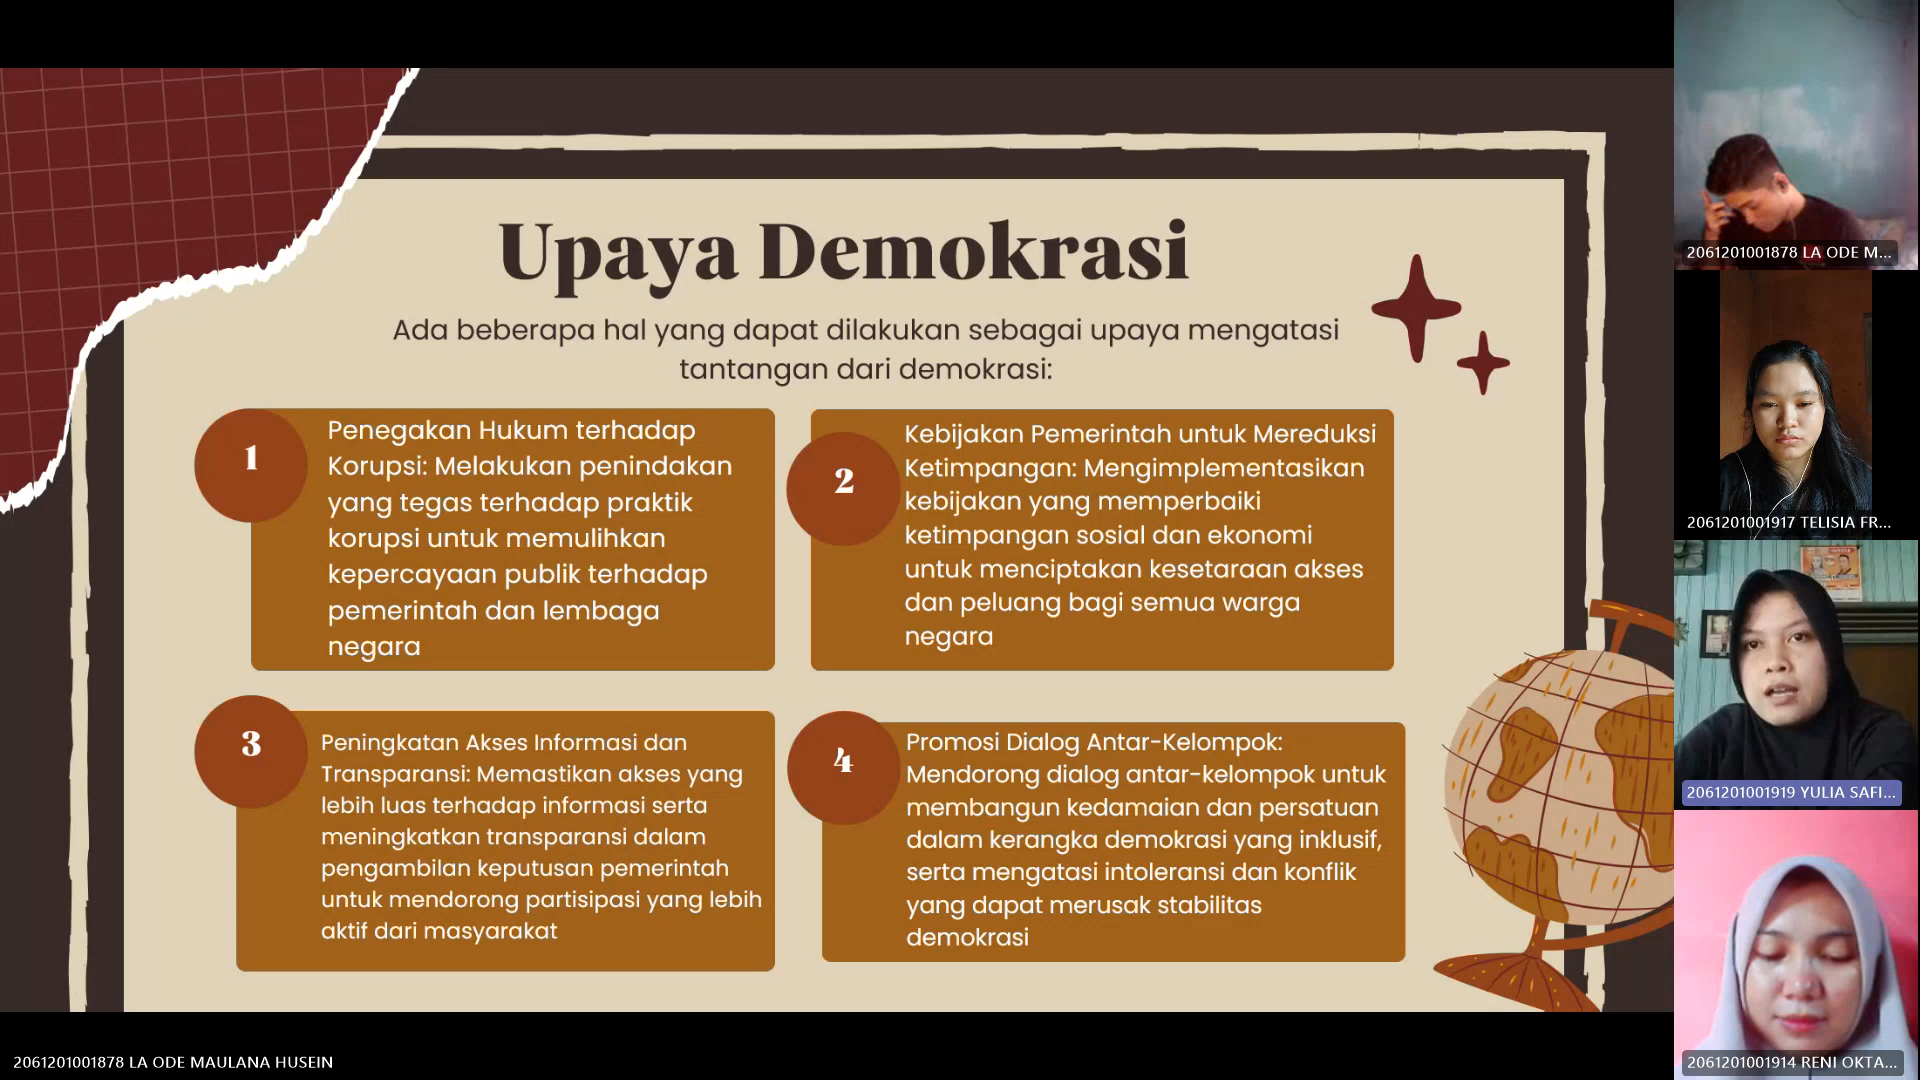 Upaya Demokrasi
Ada beberapa hal yang dapat dilakukan sebagai upaya mengatasi
tantangan dari demokrasi:
1
Penegakan Hukum terhadap
Korupsi: Melakukan penindakan
yang tegas terhadap praktik
korupsi untuk memulihkan
kepercayaan publik terhadap
pemerintah dan lembaga
negara
2
Kebijakan Pemerintah untuk Mereduksi
Ketimpangan: Mengimplementasikan
kebijakan yang memperbaiki
ketimpangan sosial dan ekonomi
untuk menciptakan kesetaraan akses
dan peluang bagi semua warga
negara
3
Peningkatan Akses Informasi dan
Transparansi: Memastikan akses yang
lebih luas terhadap informasi serta
meningkatkan transparansi dalam
pengambilan keputusan pemerintah
untuk mendorong partisipasi yang lebih
aktif dari masyarakat
4
Promosi Dialog Antar-Kelompok:
Mendorong dialog antar-kelompok untuk
membangun kedamaian dan persatuan
dalam kerangka demokrasi yang inklusif,
serta mengatasi intoleransi dan konflik
yang dapat merusak stabilitas
demokrasi
2061201001878 LA ODE M...
2061201001917 TELISIA FR...
2061201001919 YULIA SAFI...
2061201001914 RENI OKTA...
2061201001878 LA ODE MAULANA HUSEIN